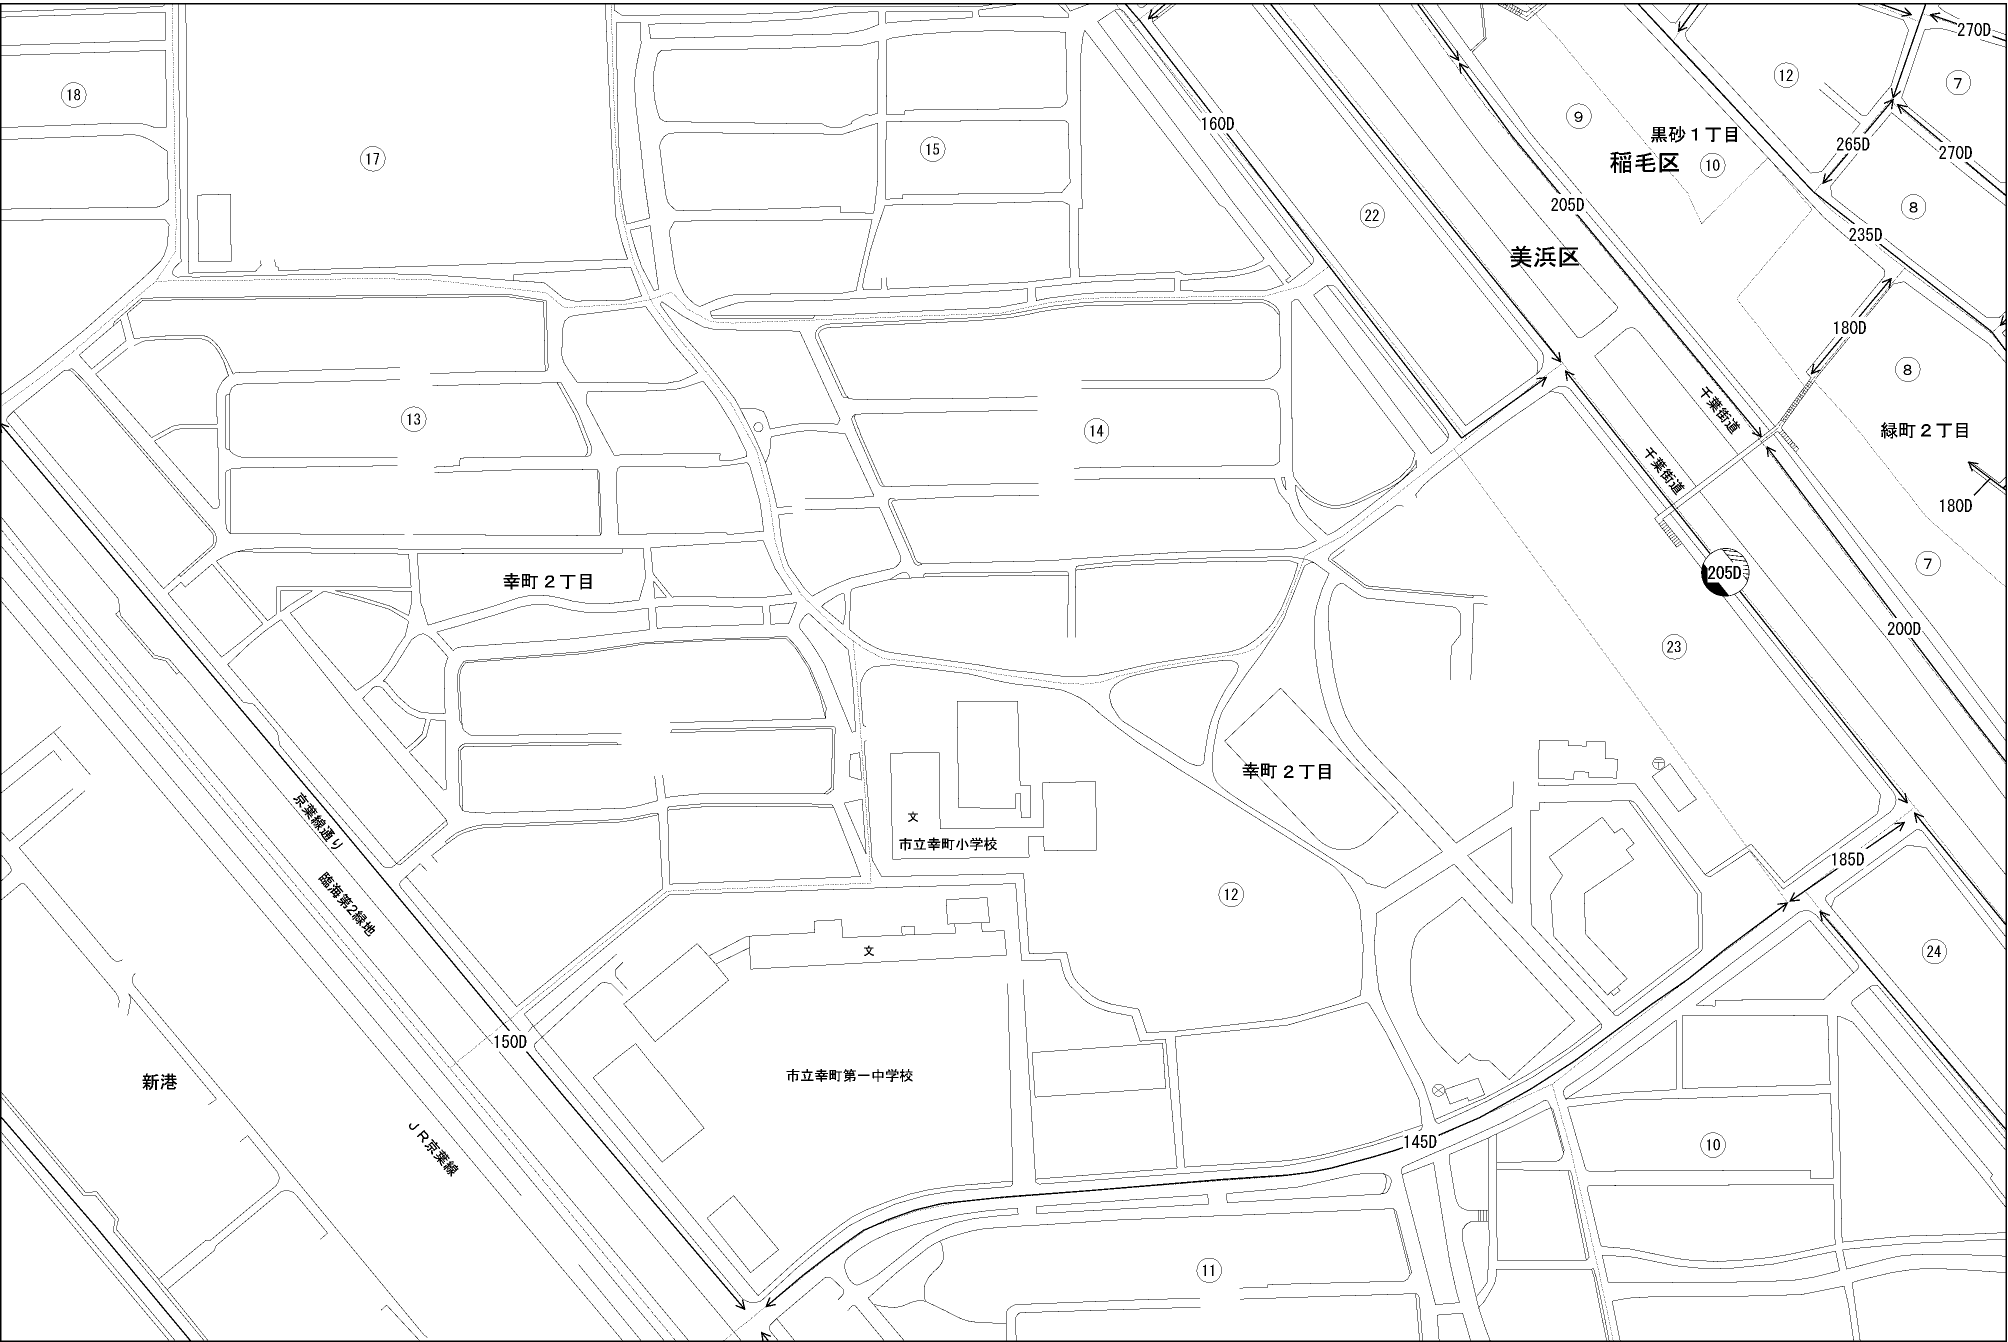 270D
12
7
18
9
160D
黒砂１丁目
265D
15
270D
17
稲毛区
10
205D
8
22
235D
美浜区
180D
8
千葉街道
13
14
緑町２丁目
千葉街道
180D
7
205D
幸町２丁目
200D
23
幸町２丁目
京葉線通り
文
市立幸町小学校
185D
臨海第2緑地
12
文
24
150D
市立幸町第一中学校
新港
ＪＲ京葉線
145D
10
11